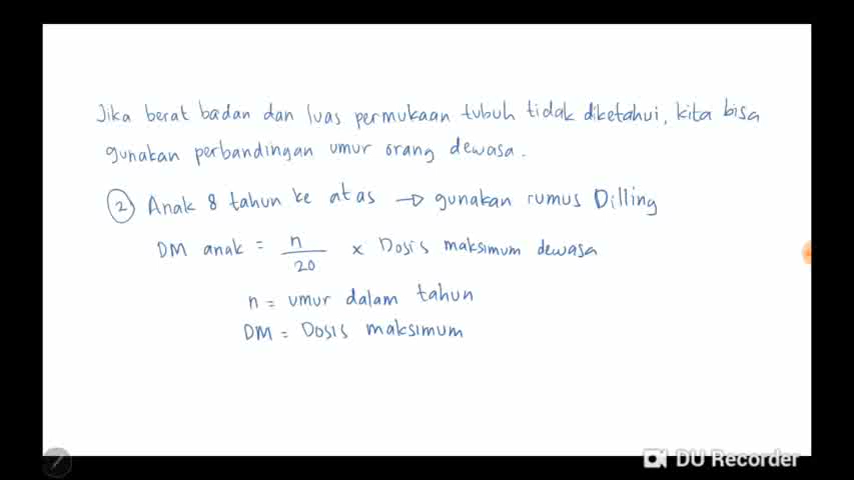 Jika berat badan dan luas permukaan tubuh tidak diketahui, kita bisa
gunakan perbandingan umur orang dewasa.
② Anak 8 tahun ke atas → gunakan rumus Dilling
DM anak = n/20 x Dosis maksimum dewasa
n = umur dalam tahun
DM = Dosis maksimum
DU Recorder